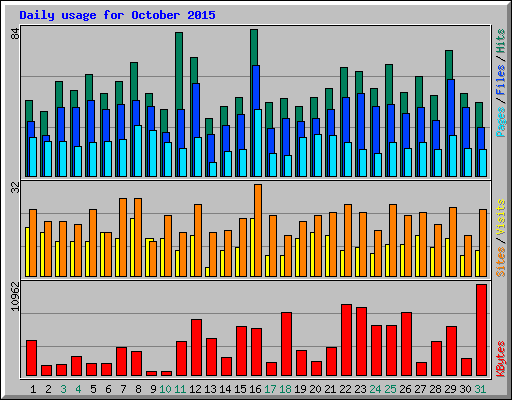 Daily usage for October 2015
84
Pages / Files / Hits
32
Sites / Visits
10962
KBytes
1 2 3 4 5 6 7 8 9 10 11 12 13 14 15 16 17 18 19 20 21 22 23 24 25 26 27 28 29 30 31